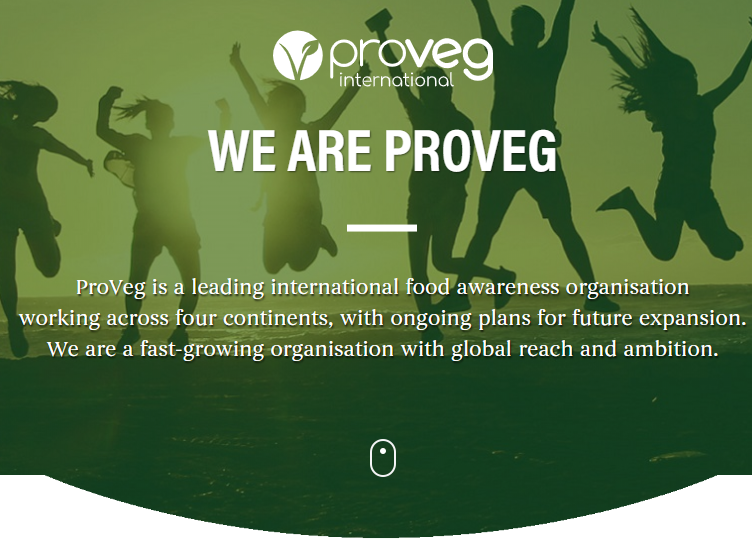 proveg
international
WE ARE PROVEG
ProVeg is a leading international food awareness organisation
working across four continents, with ongoing plans for future expansion.
We are a fast-growing organisation with global reach and ambition.